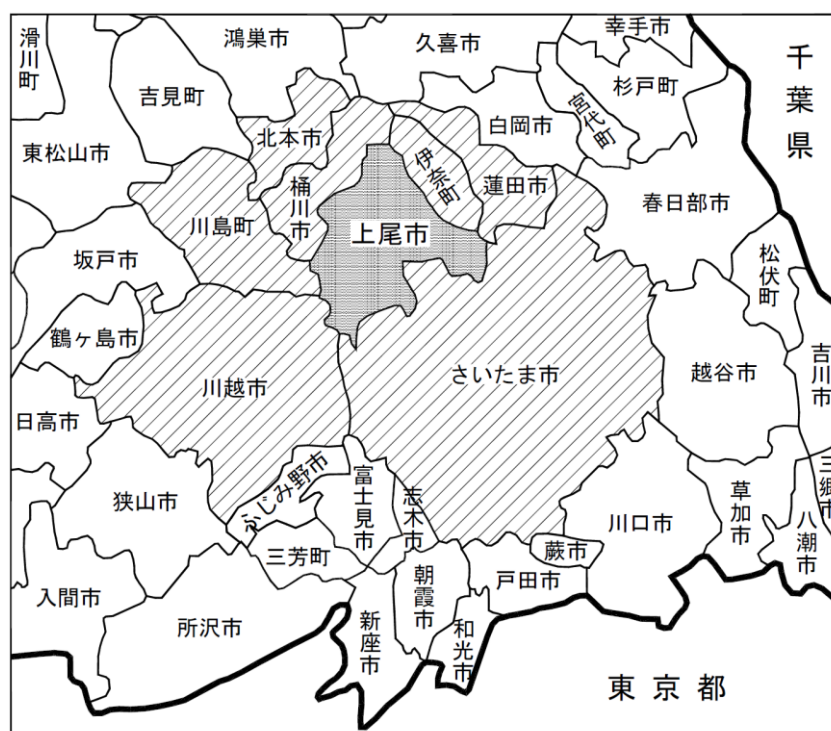 滑川町
鴻巣市
久喜市
幸手市
千葉県
吉見町
杉戸町
宮代町
北本市
白岡市
東松山市
伊奈町
蓮田市
桶川市
川島町
春日部市
上尾市
坂戸市
松伏町
鶴ヶ島市
吉川市
川越市
さいたま市
越谷市
日高市
ふじみ野市
富士見市
志木市
三郷市
狭山市
草加市
八潮市
川口市
三芳町
蕨市
戸田市
朝霞市
入間市
所沢市
新座市
和光市
東京都